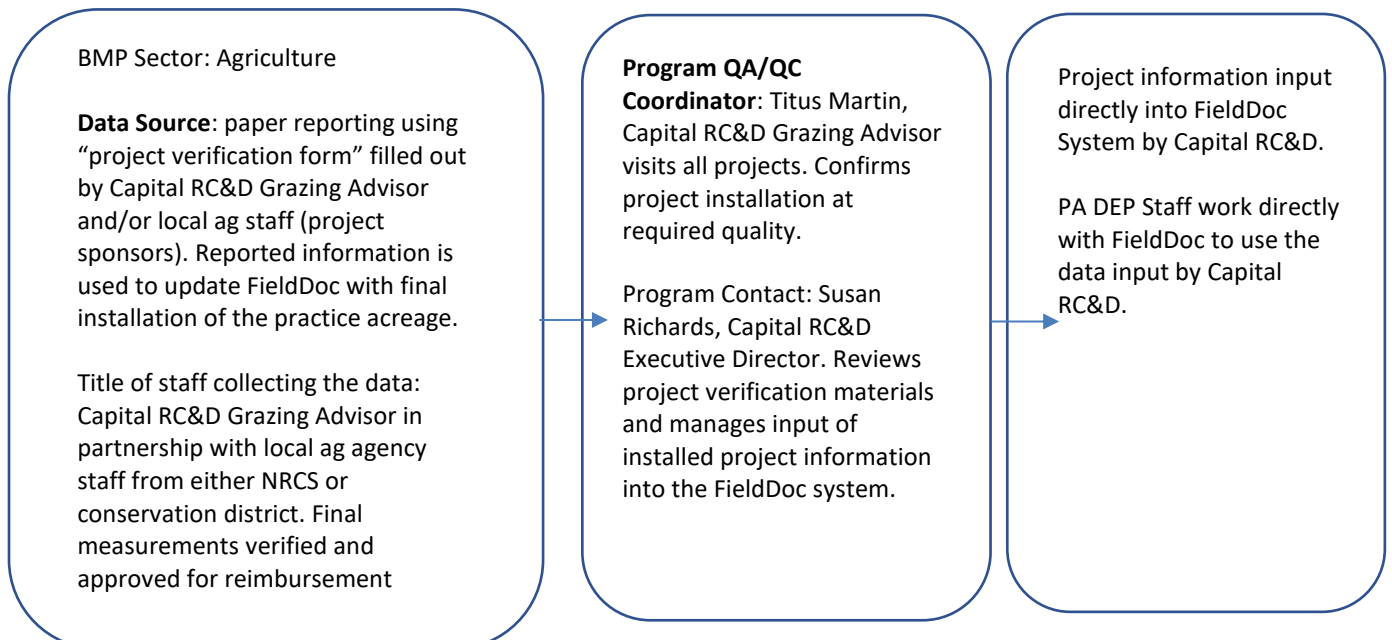 BMP Sector: Agriculture
Data Source: paper reporting using
“project verification form” filled out
by Capital RC&D Grazing Advisor
and/or local ag staff (project
sponsors). Reported information is
used to update FieldDoc with final
installation of the practice acreage.
Title of staff collecting the data:
Capital RC&D Grazing Advisor in
partnership with local ag agency
staff from either NRCS or
conservation district. Final
measurements verified and
approved for reimbursement
Program QA/QC
Coordinator: Titus Martin,
Capital RC&D Grazing Advisor
visits all projects. Confirms
project installation at
required quality.
Program Contact: Susan
Richards, Capital RC&D
Executive Director. Reviews
project verification materials
and manages input of
installed project information
into the FieldDoc system.
Project information input
directly into FieldDoc
System by Capital RC&D.
PA DEP Staff work directly
with FieldDoc to use the
data input by Capital
RC&D.